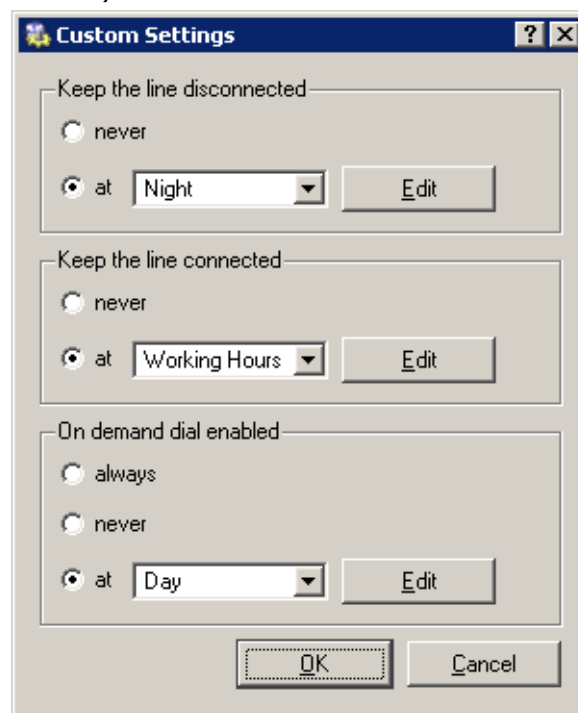 Custom Settings
Keep the line disconnected
never
at Night Edit
Keep the line connected
never
at Working Hours Edit
On demand dial enabled
always
never
at Day Edit
OK Cancel